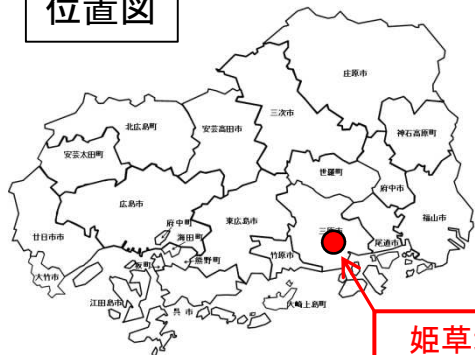 位置図
庄原市
三次市
北広島町
安芸高田市
神石高原町
安芸太田町
世羅町
府中市
広島市
東広島市
三原市
福山市
府中町
海田町
尾道市
廿日市市
熊野町
竹原市
坂町
大竹市
江田島市
呉市
大崎上島町
姫草